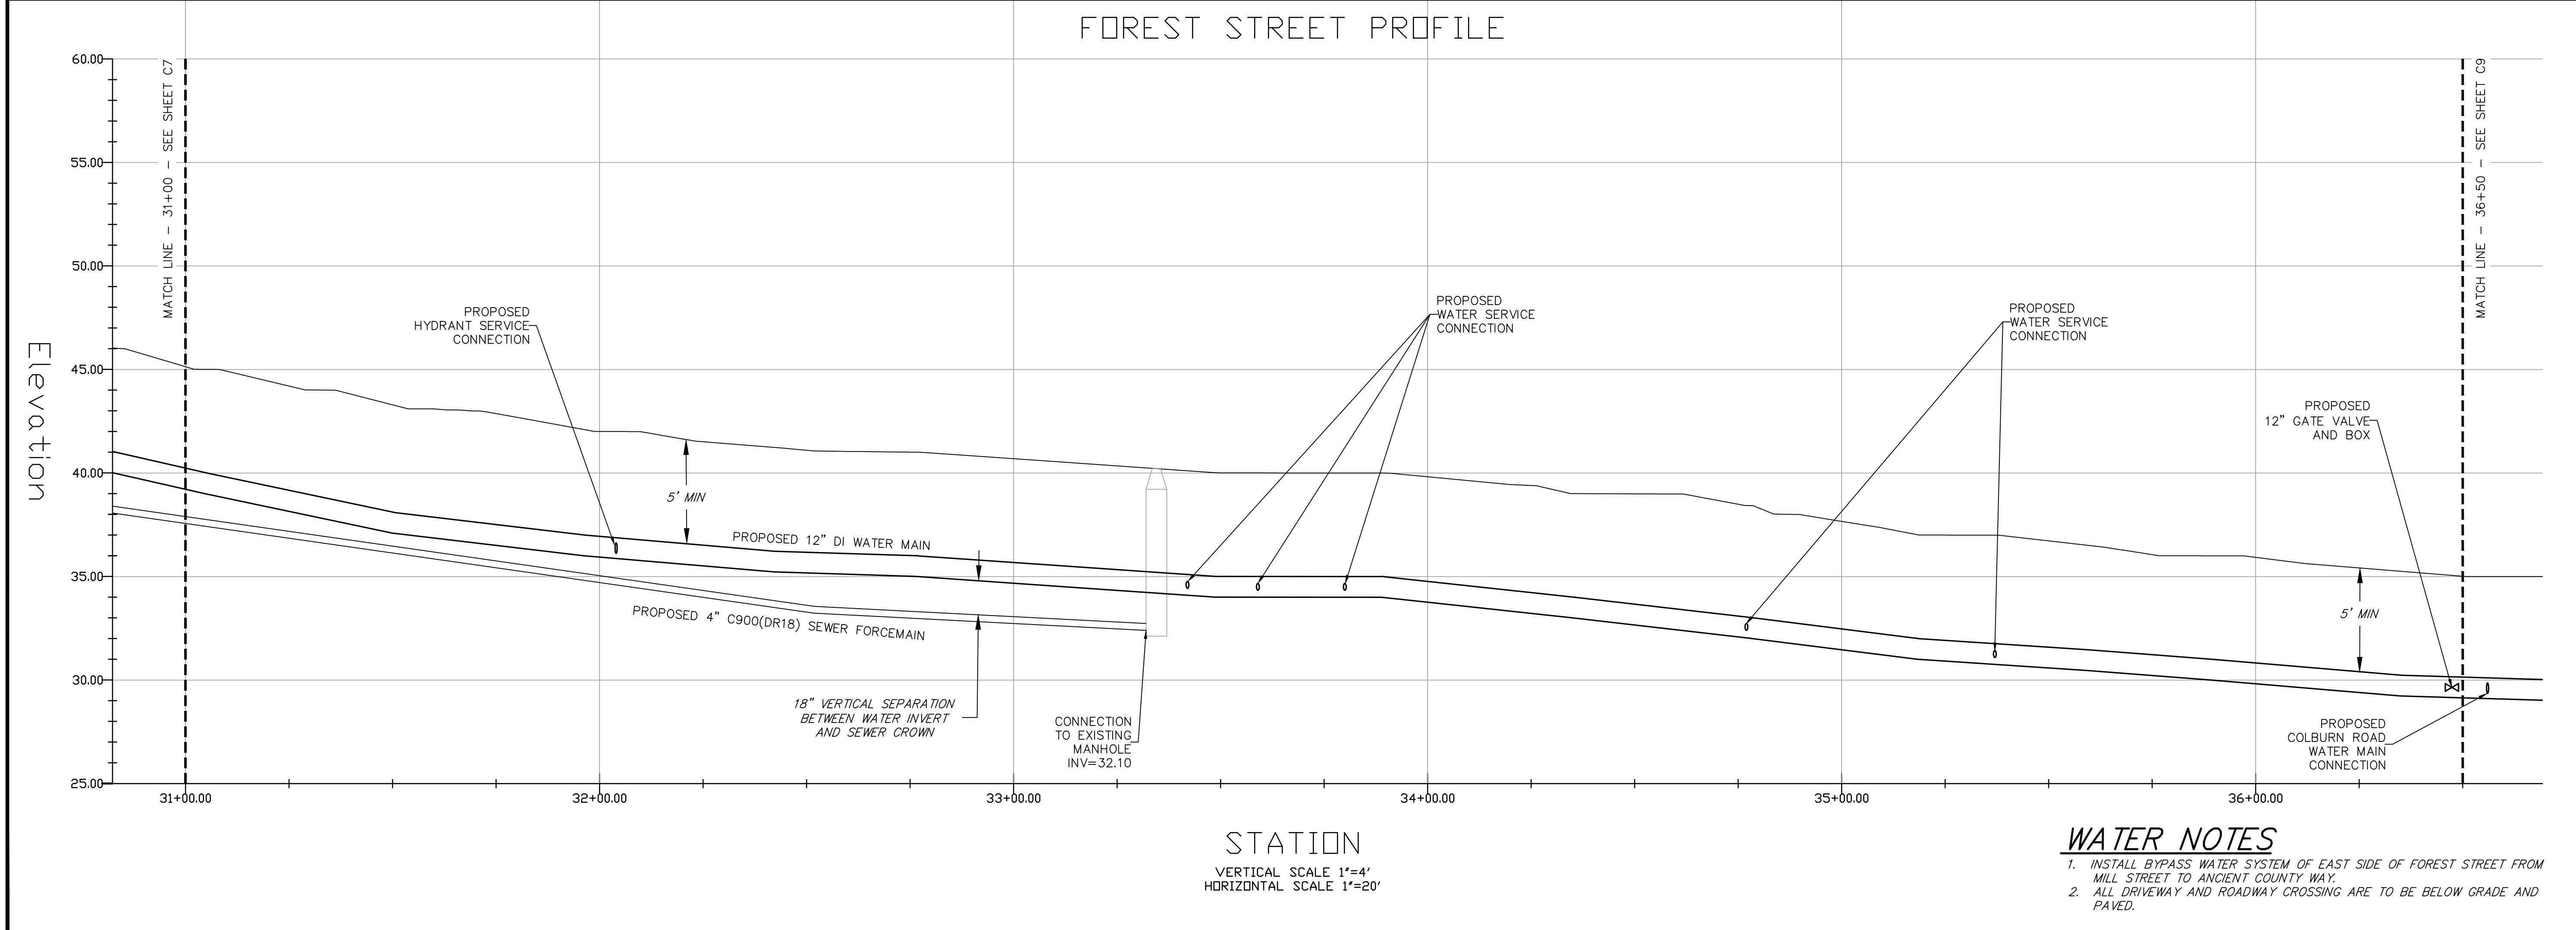 FOREST STREET PROFILE
60.00
55.00
50.00
45.00
40.00
35.00
30.00
25.00
Elevation
MATCH LINE - 31+00 - SEE SHEET C7
MATCH LINE - 36+50 - SEE SHEET C9
PROPOSED
HYDRANT SERVICE
CONNECTION
PROPOSED
WATER SERVICE
CONNECTION
PROPOSED
WATER SERVICE
CONNECTION
PROPOSED
12" GATE VALVE
AND BOX
5' MIN
PROPOSED 12" DI WATER MAIN
PROPOSED 4" C900(DR18) SEWER FORCEMAIN
5' MIN
18" VERTICAL SEPARATION
BETWEEN WATER INVERT
AND SEWER CROWN
CONNECTION
TO EXISTING
MANHOLE
INV=32.10
PROPOSED
COLBURN ROAD
WATER MAIN
CONNECTION
31+00.00
32+00.00
33+00.00
34+00.00
35+00.00
36+00.00
STATION
VERTICAL SCALE 1"=4'
HORIZONTAL SCALE 1"=20'
WATER NOTES
1. INSTALL BYPASS WATER SYSTEM OF EAST SIDE OF FOREST STREET FROM
MILL STREET TO ANCIENT COUNTY WAY.
2. ALL DRIVEWAY AND ROADWAY CROSSING ARE TO BE BELOW GRADE AND
PAVED.